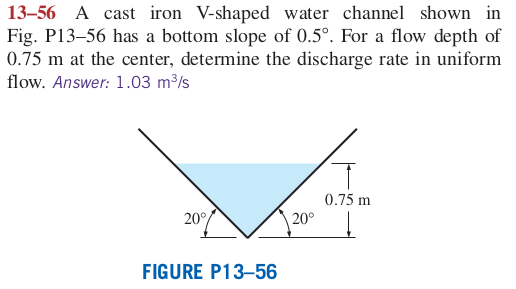 13–56 A cast iron V-shaped water channel shown in
Fig. P13–56 has a bottom slope of 0.5°. For a flow depth of
0.75 m at the center, determine the discharge rate in uniform
flow. Answer: 1.03 m³/s
0.75 m
20° 20°
FIGURE P13–56